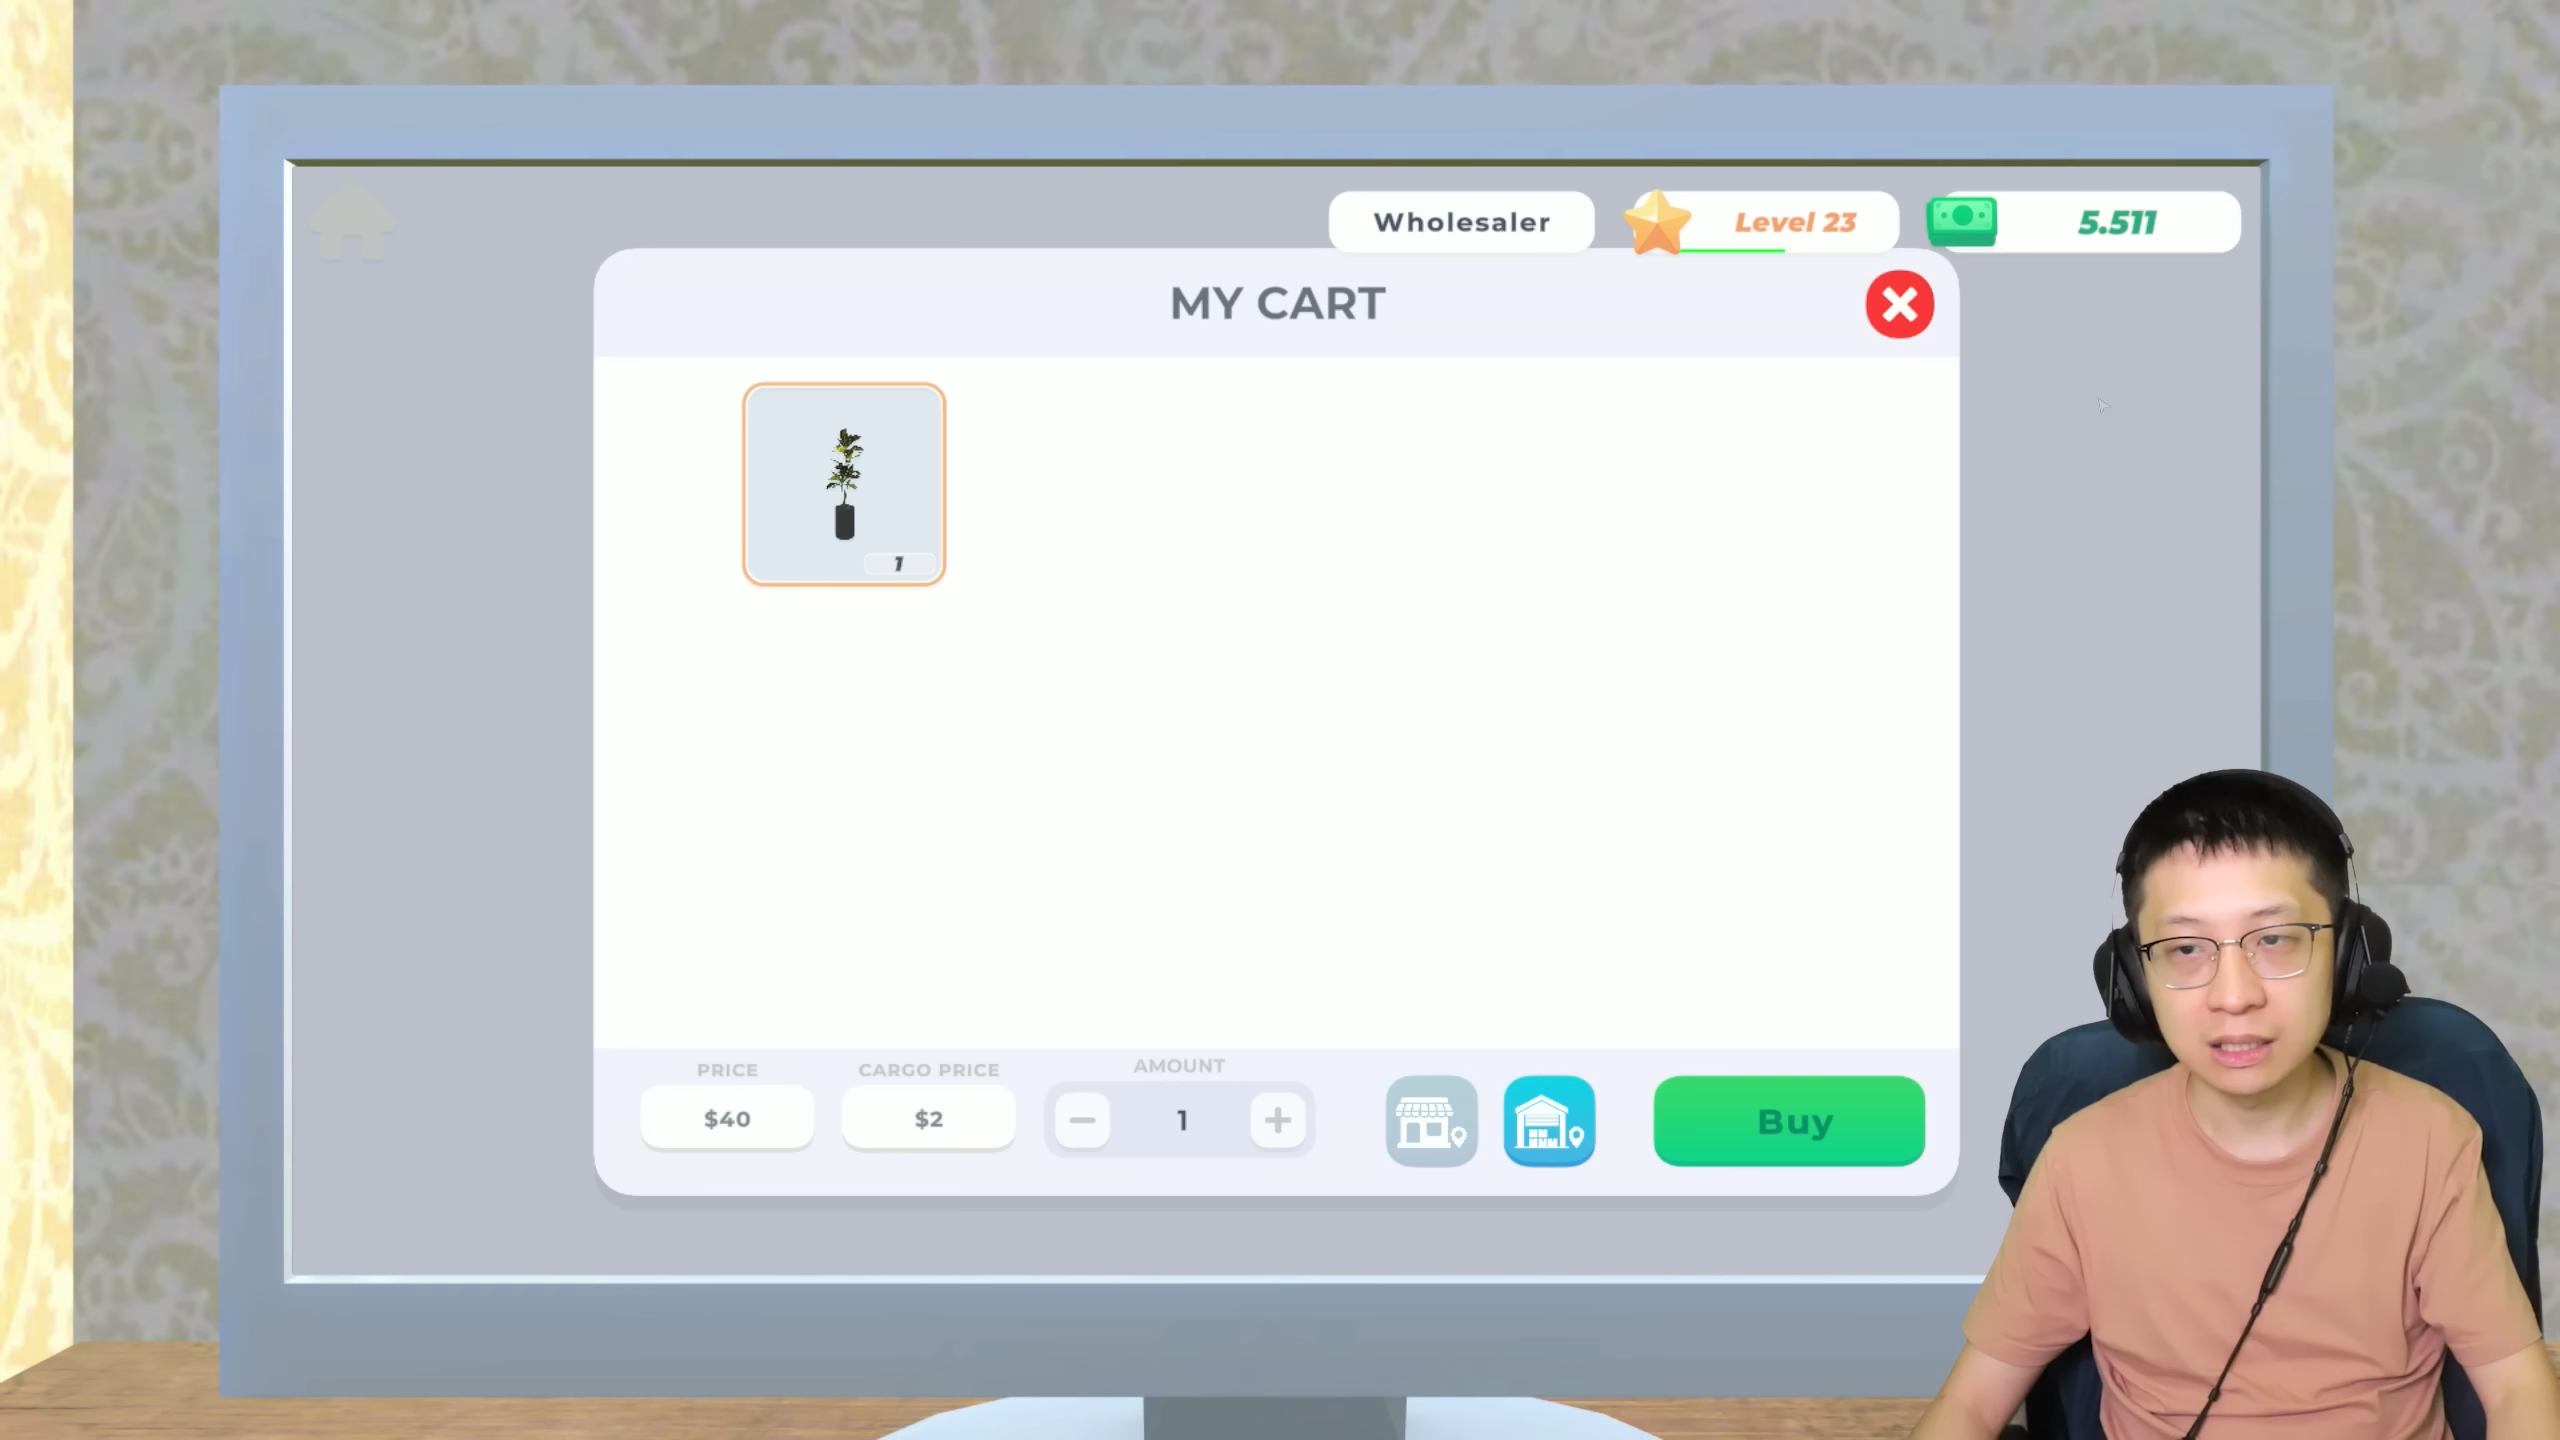 Wholesaler
Level 23
5.511
MY CART
1
PRICE
CARGO PRICE
AMOUNT
$40
$2
1
Buy